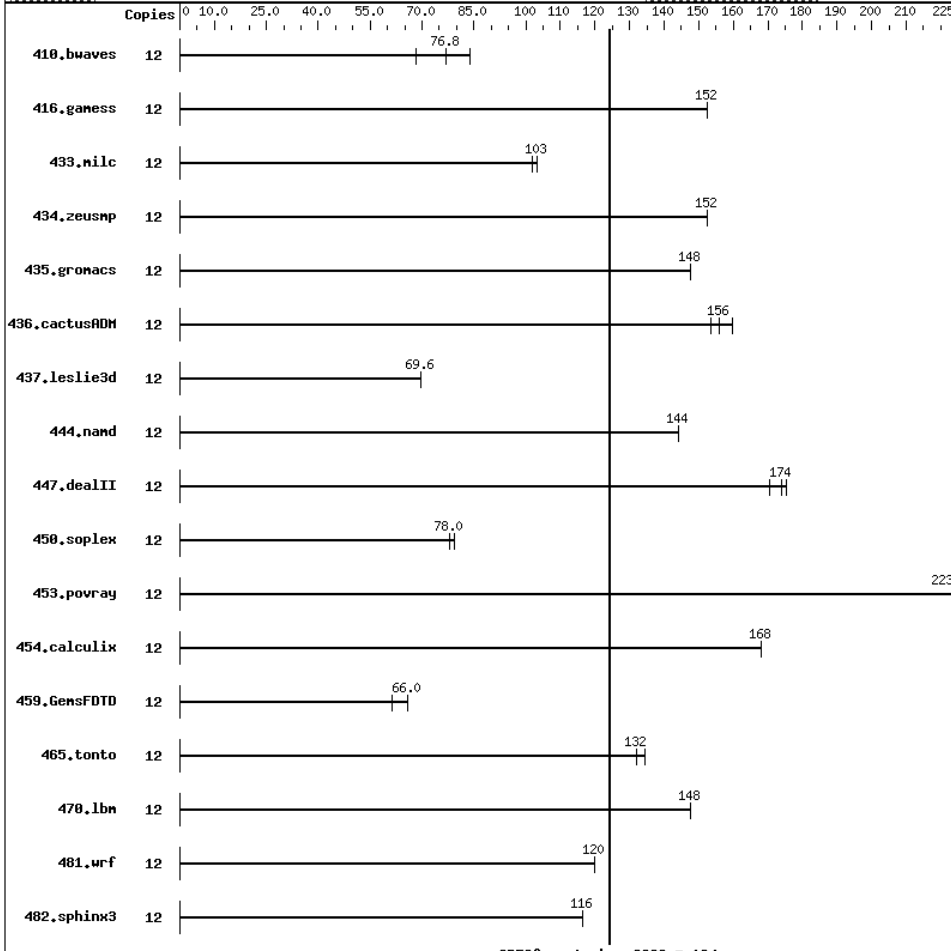 Copies 0 10.0 25.0 40.0 55.0 70.0 85.0 100 110 120 130 140 150 160 170 180 190 200 210 225
76.8
410.bwaves 12
152
416.gamess 12
103
433.milc 12
152
434.zeusmp 12
148
435.gromacs 12
156
436.cactusADM 12
69.6
437.leslie3d 12
144
444.namd 12
174
447.dealII 12
78.0
450.soplex 12
223
453.povray 12
168
454.calculix 12
66.0
459.GemsFDTD 12
132
465.tonto 12
148
470.lbm 12
120
481.wrf 12
116
482.sphinx3 12